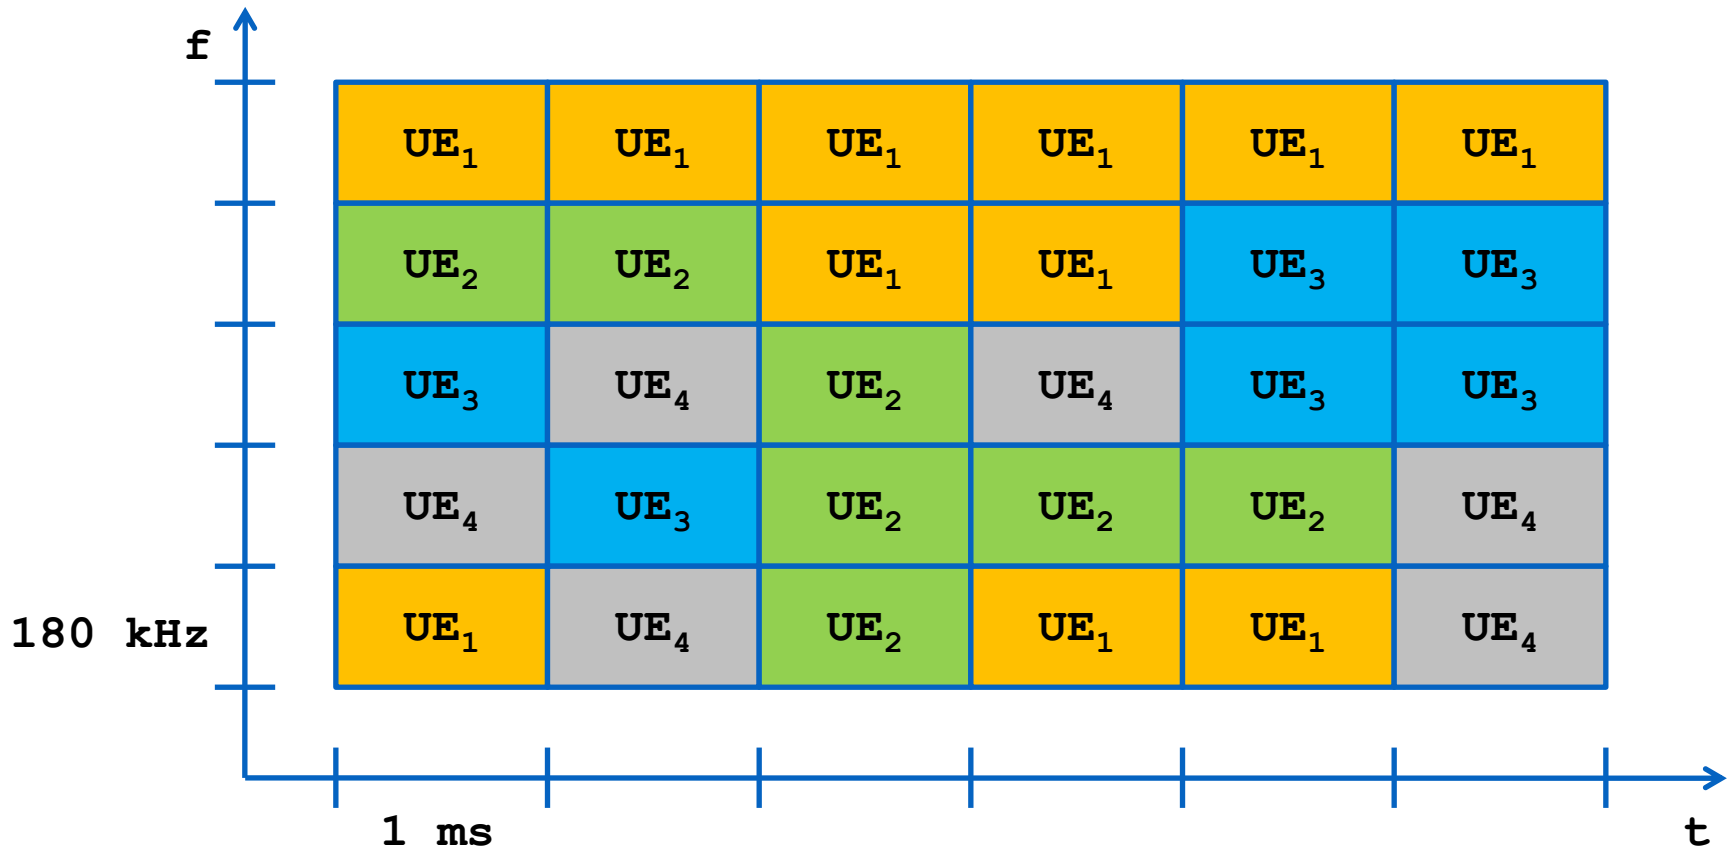 f
UE₁ UE₁ UE₁ UE₁ UE₁ UE₁
UE₂ UE₂ UE₁ UE₁ UE₃ UE₃
UE₃ UE₄ UE₂ UE₄ UE₃ UE₃
UE₄ UE₃ UE₂ UE₂ UE₂ UE₄
180 kHz UE₁ UE₄ UE₂ UE₁ UE₁ UE₄
1 ms t